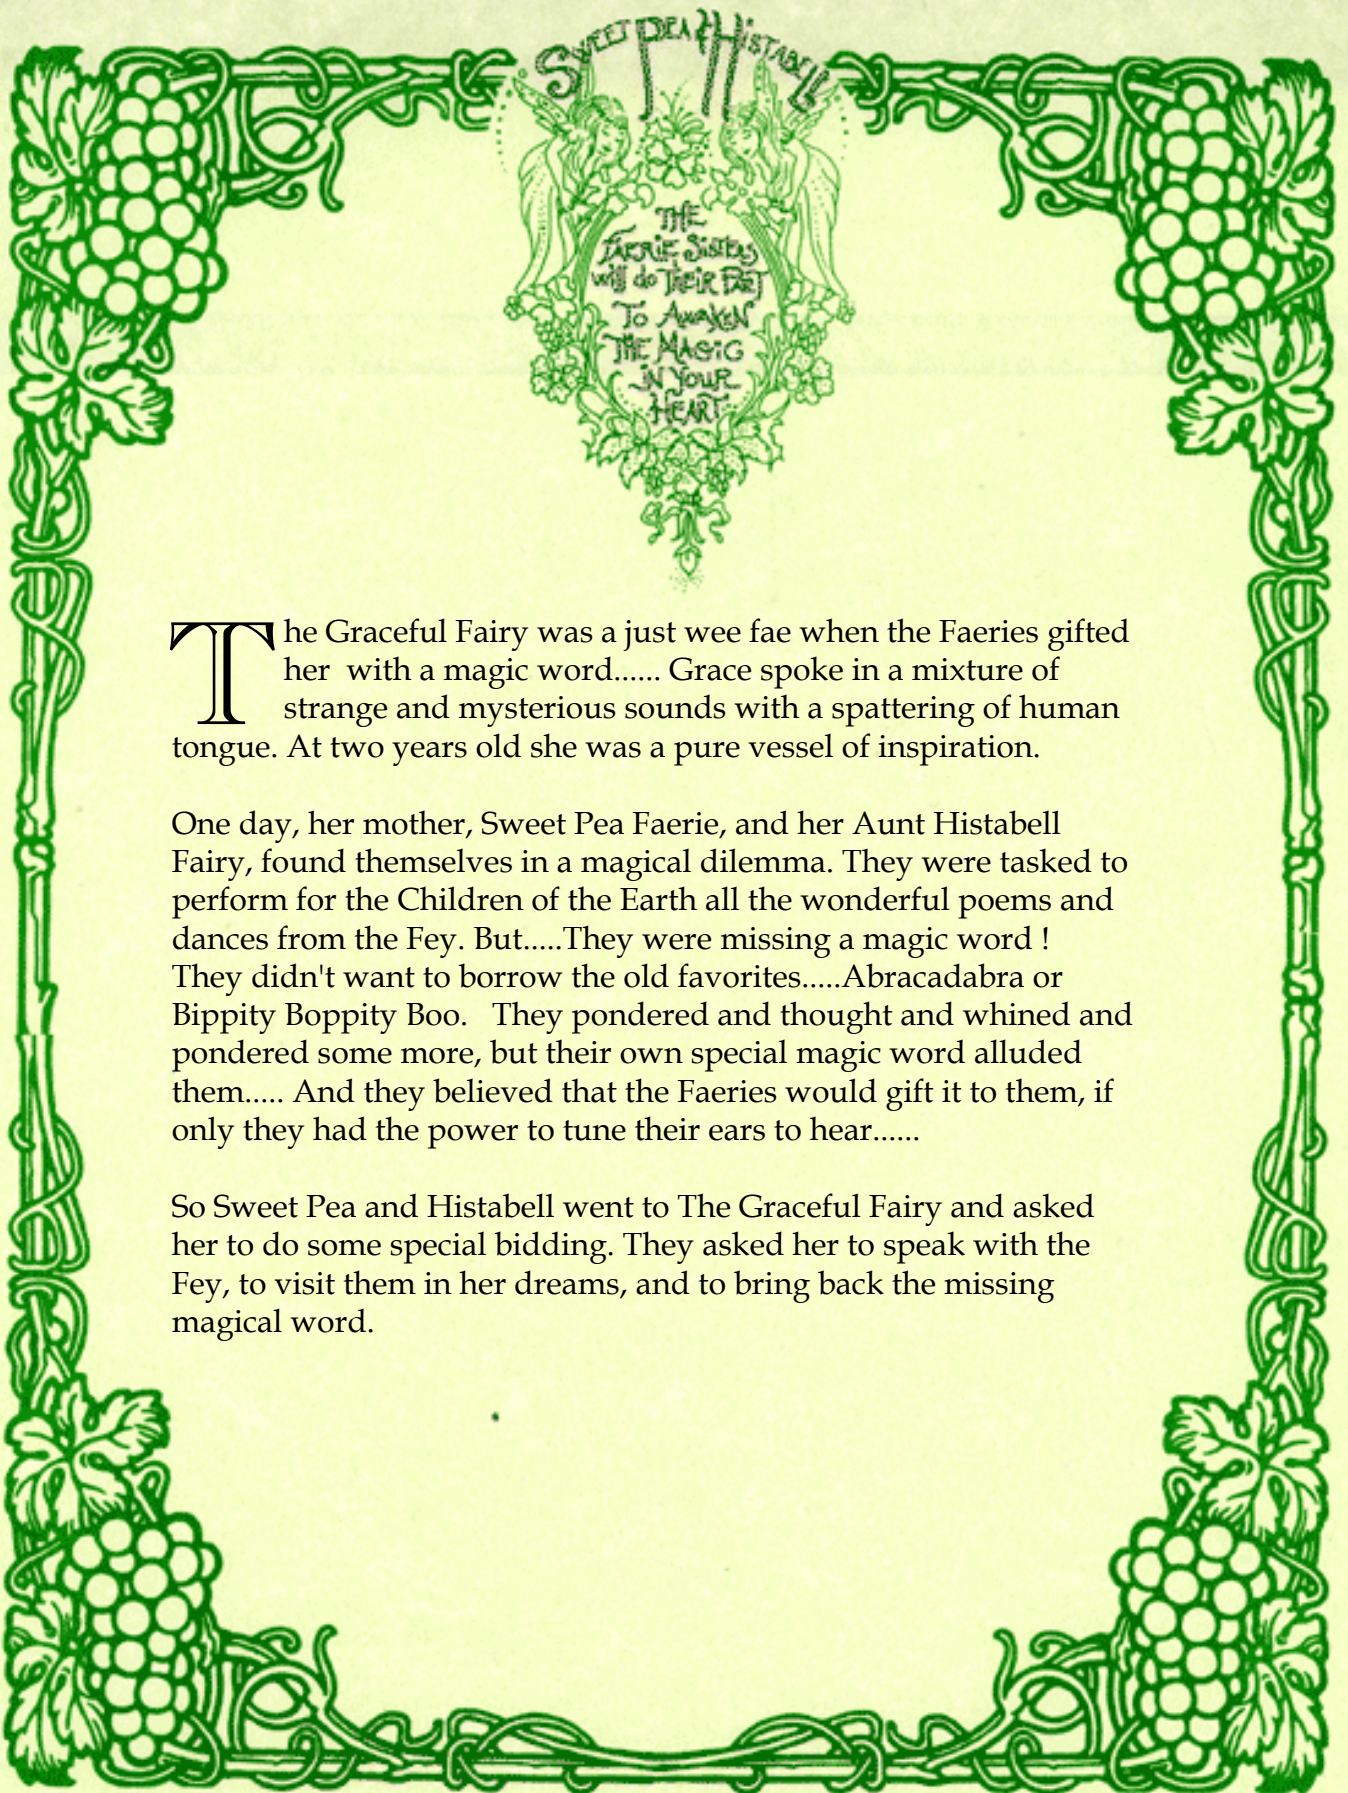 SWEET PEA & HISTABELL
THE
FAERIE SISTERS
will do THEIR PART
TO AWAKEN
THE MAGIC
IN YOUR
HEART
The Graceful Fairy was a just wee fae when the Faeries gifted
her  with a magic word...... Grace spoke in a mixture of
strange and mysterious sounds with a spattering of human
tongue. At two years old she was a pure vessel of inspiration.
One day, her mother, Sweet Pea Faerie, and her Aunt Histabell
Fairy, found themselves in a magical dilemma. They were tasked to
perform for the Children of the Earth all the wonderful poems and
dances from the Fey. But.....They were missing a magic word !
They didn't want to borrow the old favorites.....Abracadabra or
Bippity Boppity Boo.   They pondered and thought and whined and
pondered some more, but their own special magic word alluded
them..... And they believed that the Faeries would gift it to them, if
only they had the power to tune their ears to hear......
So Sweet Pea and Histabell went to The Graceful Fairy and asked
her to do some special bidding. They asked her to speak with the
Fey, to visit them in her dreams, and to bring back the missing
magical word.